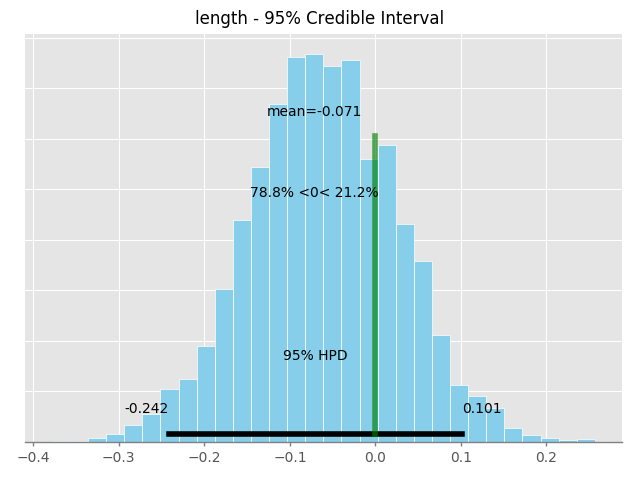 length - 95% Credible Interval
mean=-0.071
78.8% <0< 21.2%
95% HPD
-0.242 0.101
−0.4 −0.3 −0.2 −0.1 0.0 0.1 0.2